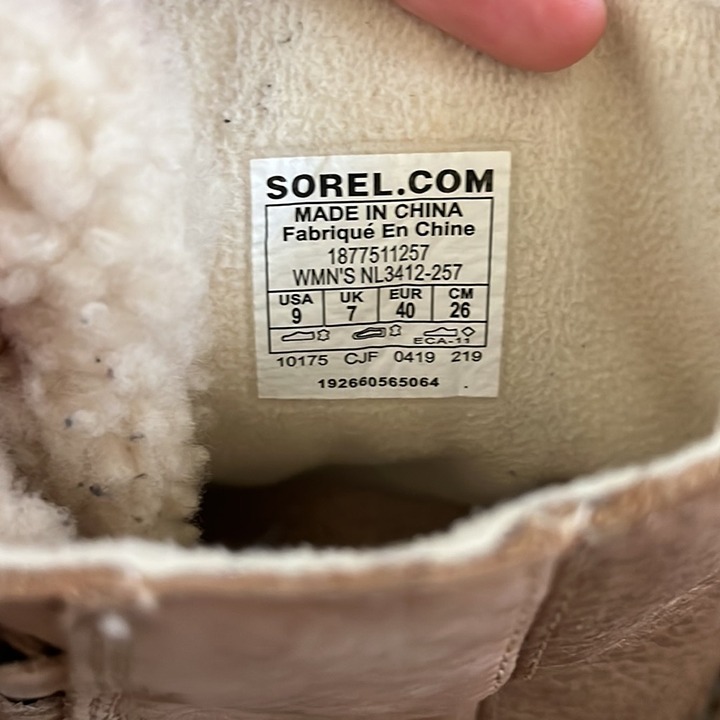 SOREL.COM
MADE IN CHINA
Fabriqué En Chine
1877511257
WMN'S NL3412-257
USA UK EUR CM
9 7 40 26
ECA-11
10175 CJF 0419 219
192660565064